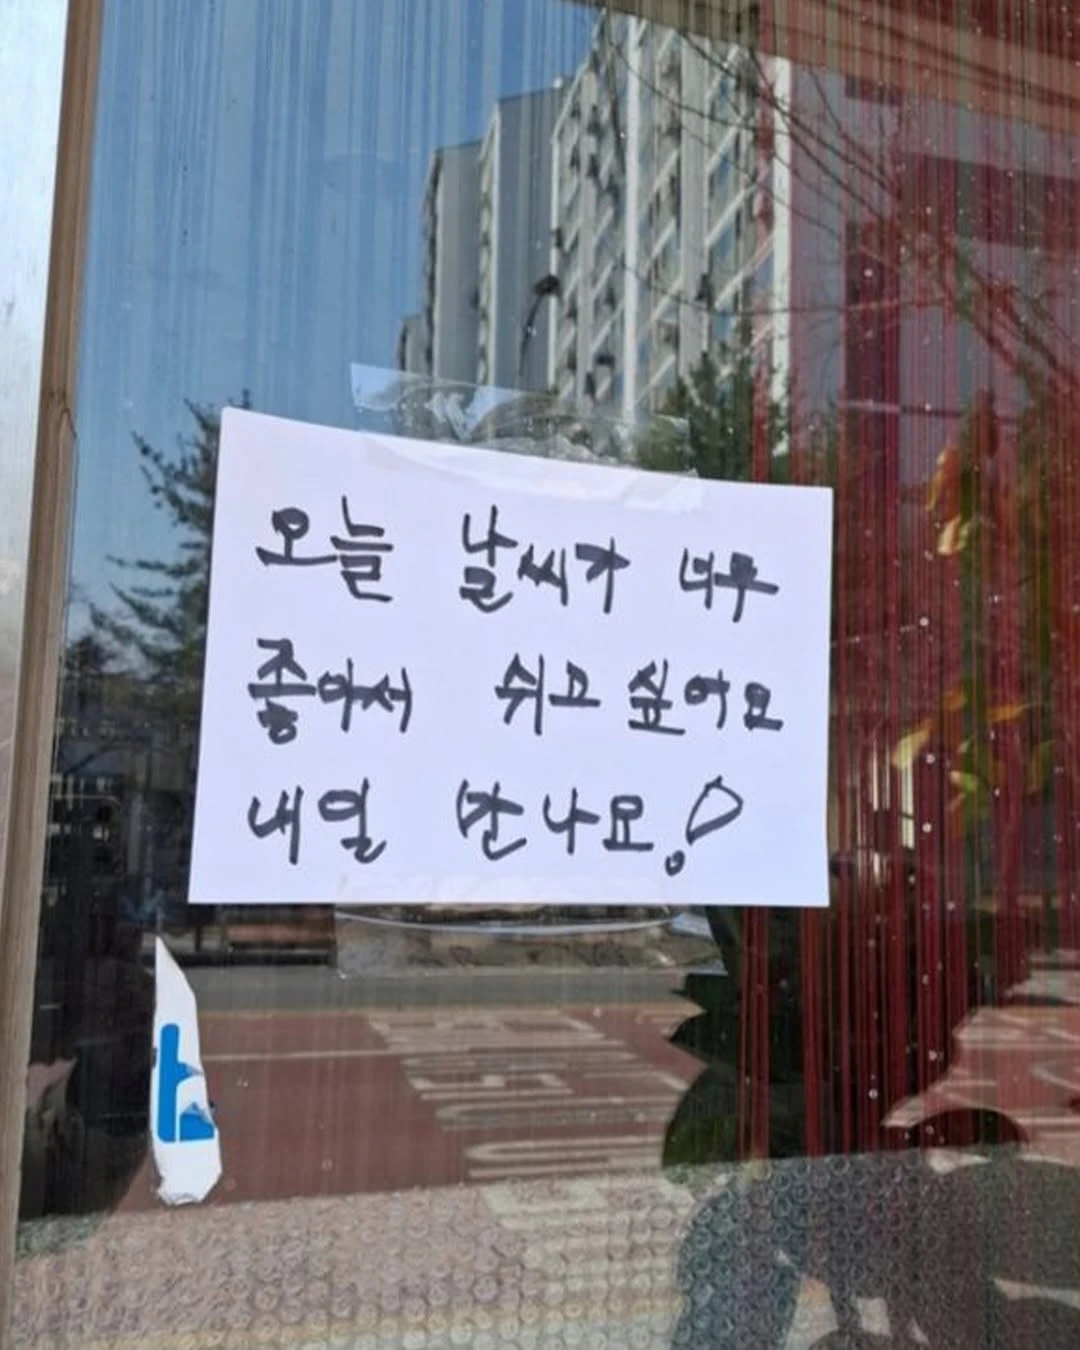 오늘 날씨가 너무
좋아서 쉬고 싶어요
내일 만나요!